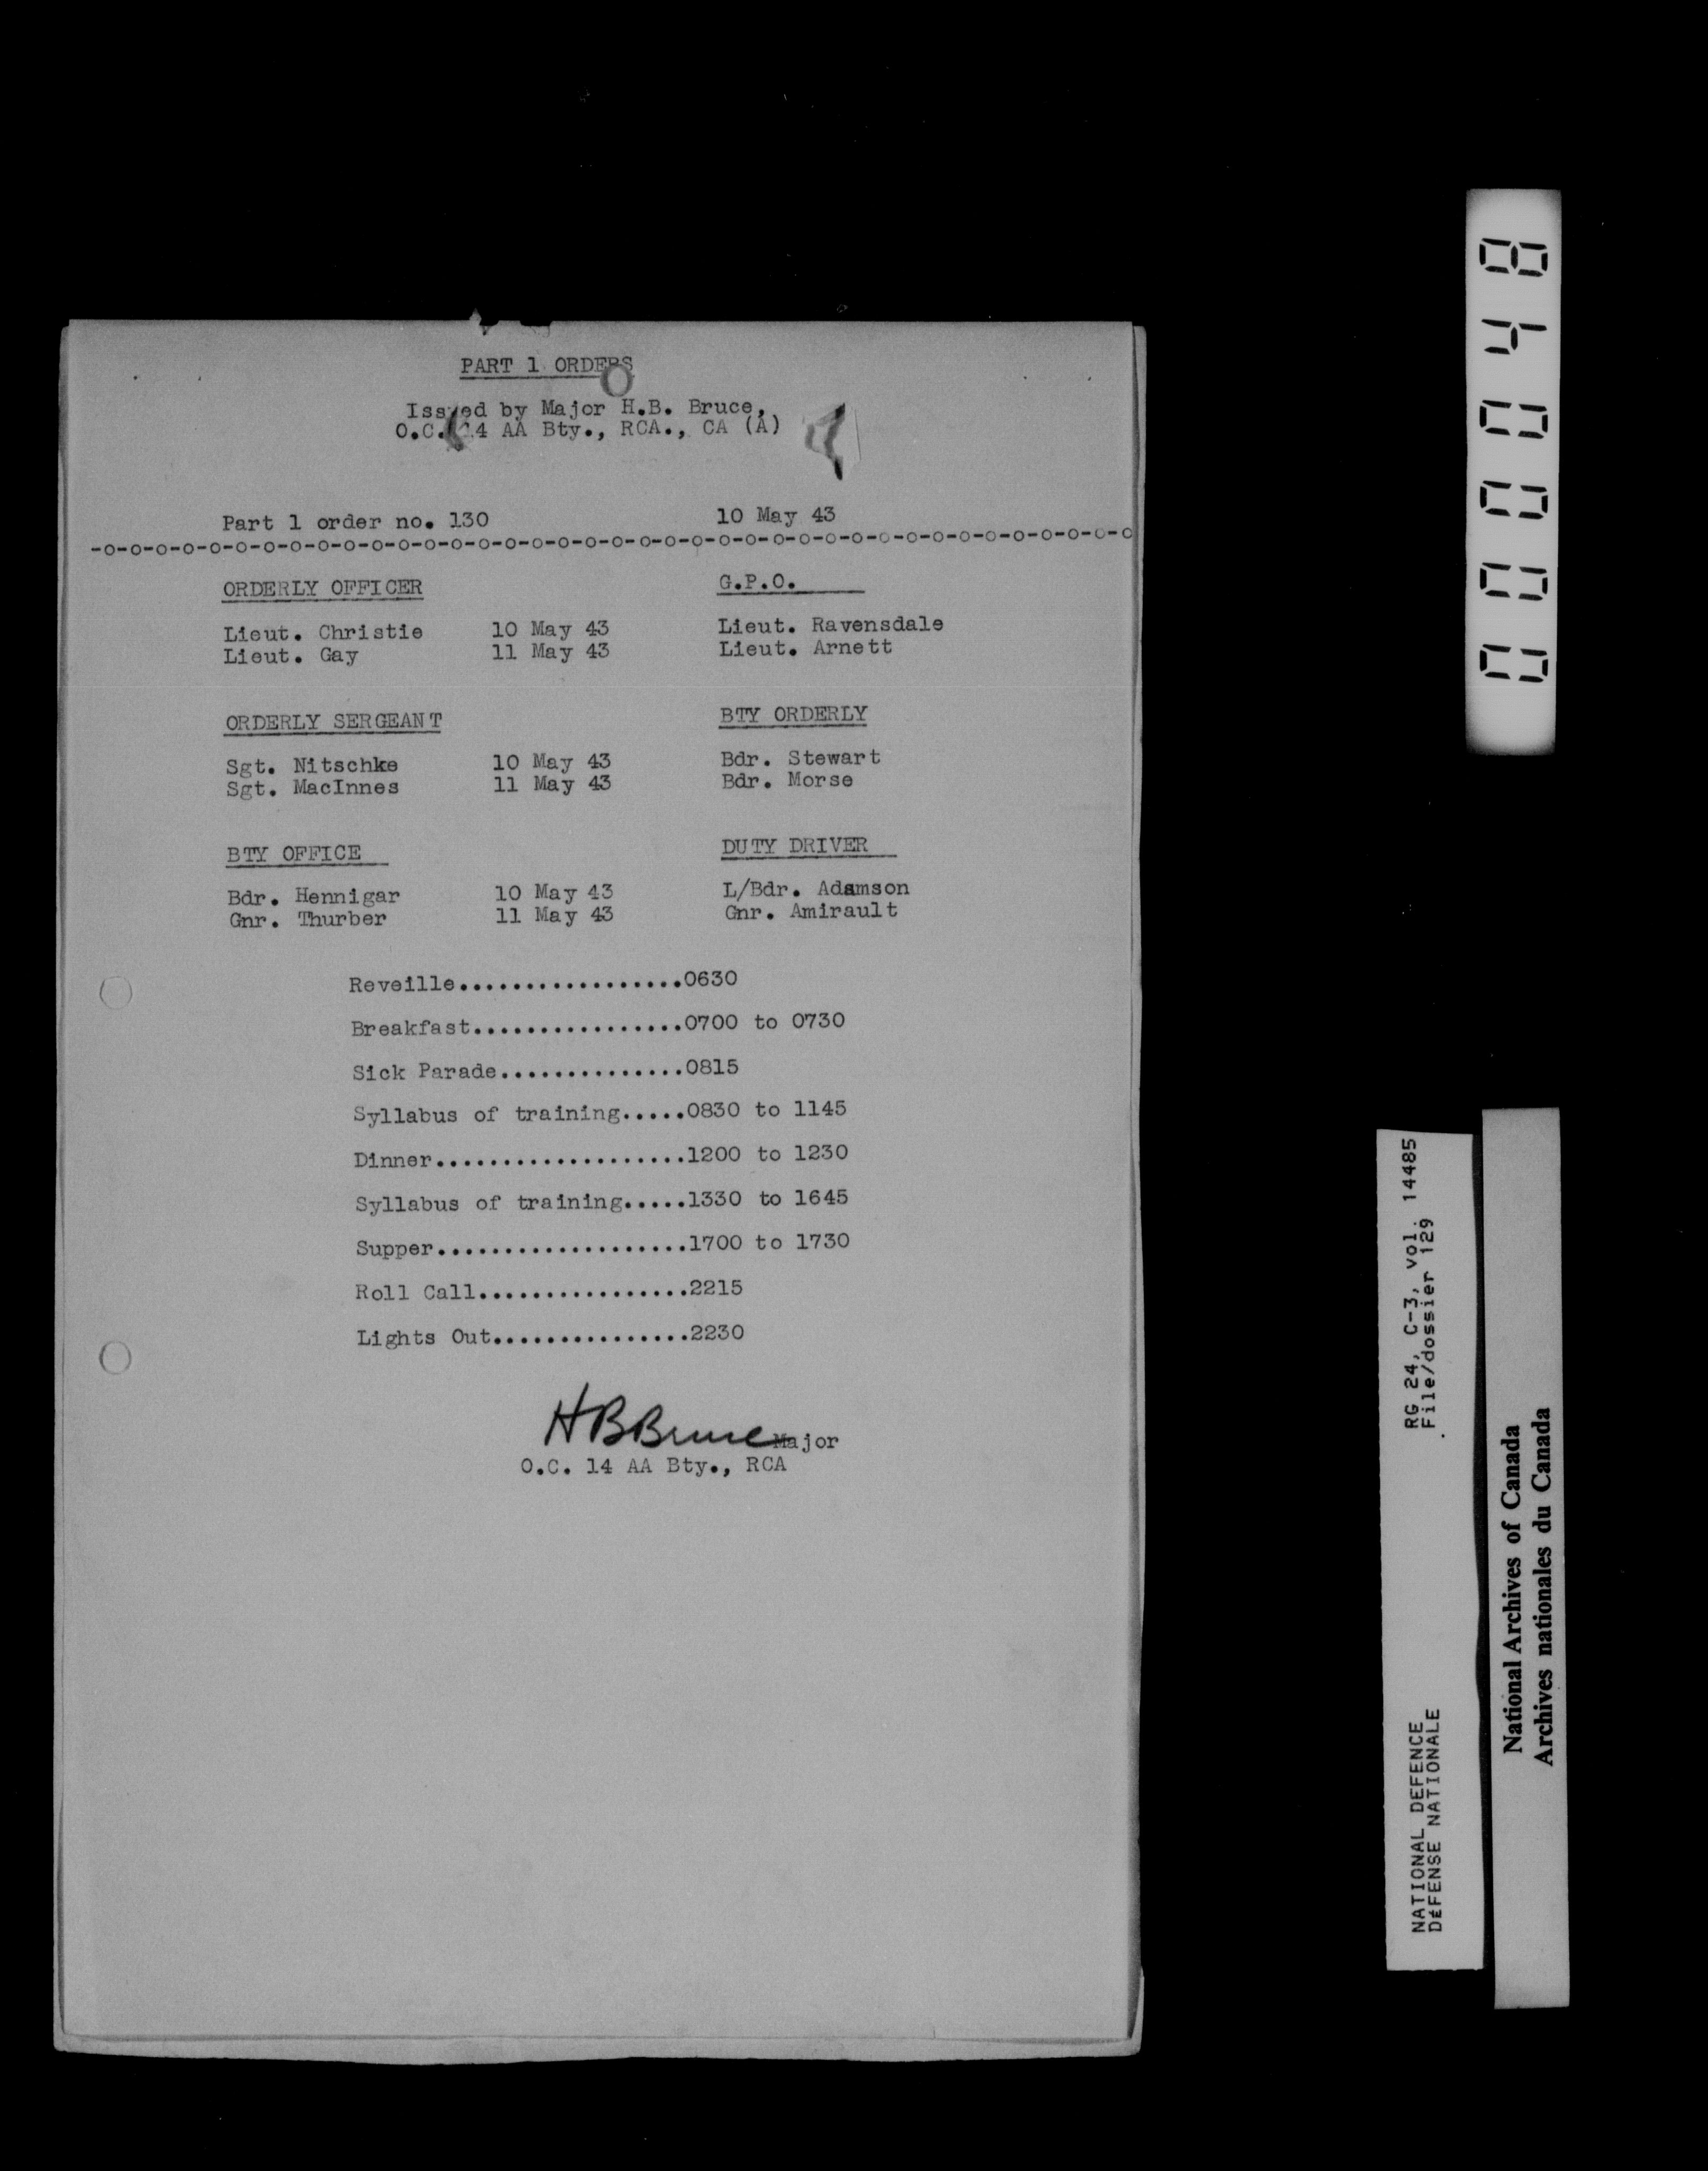 PART 1 ORDERS
Issued by Major H.B. Bruce,
O.C. 14 AA Bty., RCA., CA (A)
Part 1 order no. 130 10 May 43
-o-o-o-o-o-o-o-o-o-o-o-o-o-o-o-o-o-o-o-o-o-o-o-o-o-o-o-o-o-o-o-o-o-o-o-o-o-o-o
ORDERLY OFFICER G.P.O.
Lieut. Christie 10 May 43 Lieut. Ravensdale
Lieut. Gay 11 May 43 Lieut. Arnett
ORDERLY SERGEANT BTY ORDERLY
Sgt. Nitschke 10 May 43 Bdr. Stewart
Sgt. MacInnes 11 May 43 Bdr. Morse
BTY OFFICE DUTY DRIVER
Bdr. Hennigar 10 May 43 L/Bdr. Adamson
Gnr. Thurber 11 May 43 Gnr. Amirault
Reveille.................0630
Breakfast................0700 to 0730
Sick Parade..............0815
Syllabus of training.....0830 to 1145
Dinner...................1200 to 1230
Syllabus of training.....1330 to 1645
Supper...................1700 to 1730
Roll Call................2215
Lights Out...............2230
HBBruce Major
O.C. 14 AA Bty., RCA
000048
RG 24, C-3, vol. 14485
File/dossier 129
NATIONAL DEFENCE
DÉFENSE NATIONALE
National Archives of Canada
Archives nationales du Canada